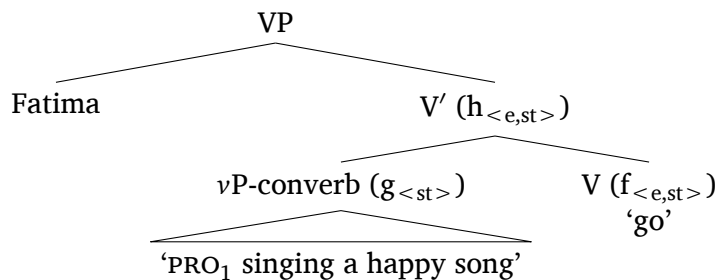 VP
Fatima V′ (h<e,st>)
vP-converb (g<st>) V (f<e,st>)
‘go’
‘PRO1 singing a happy song’